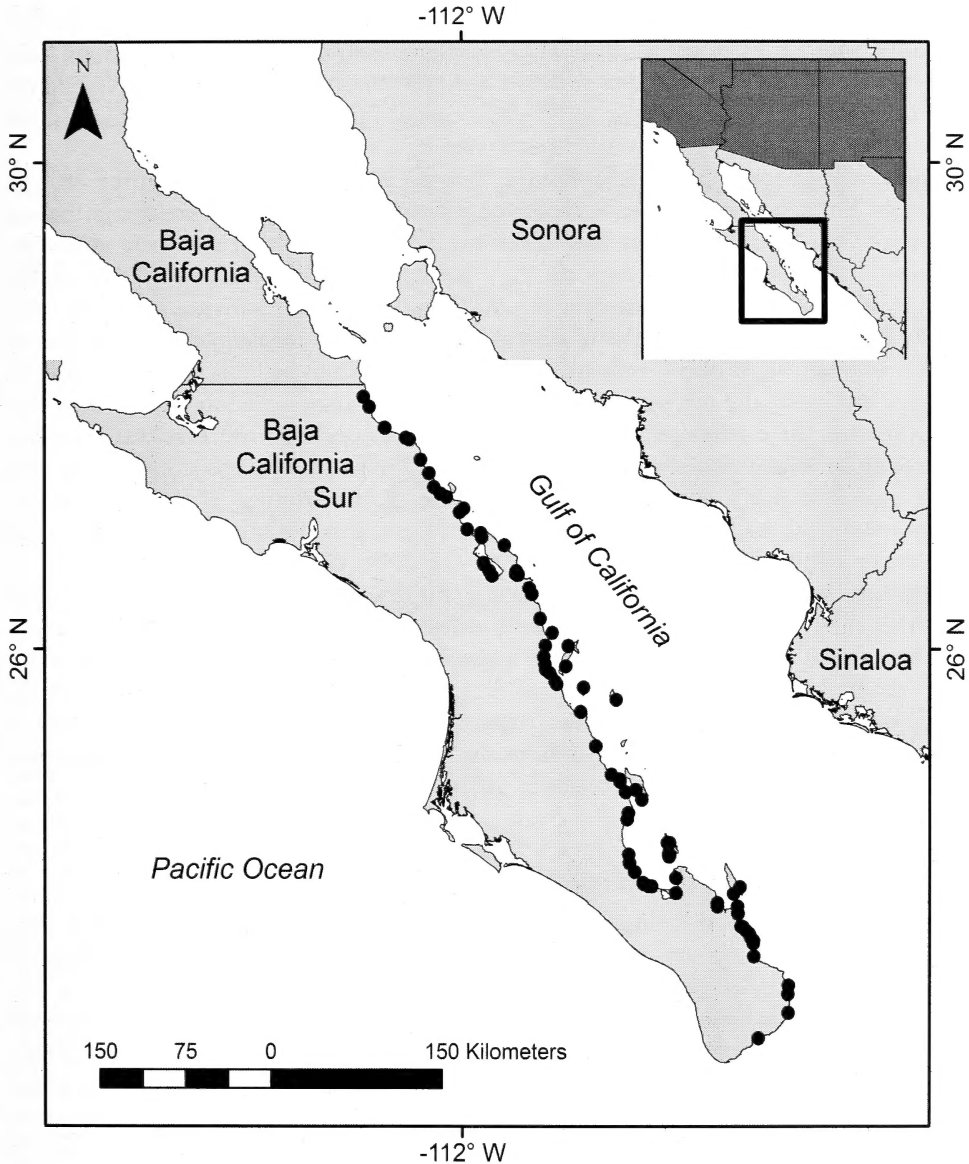 -112° W
N
30° N
30° N
Baja
California
Sonora
Baja
California
Sur
Gulf of California
26° N
26° N
Sinaloa
Pacific Ocean
150 75 0 150 Kilometers
-112° W